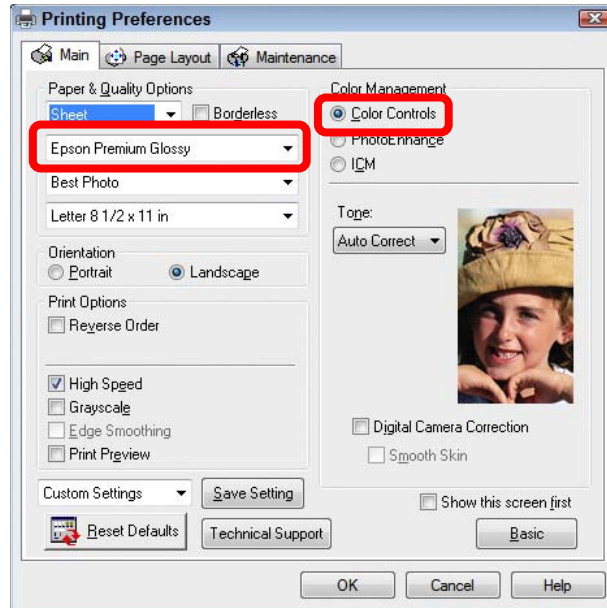 Printing Preferences
Main
Page Layout
Maintenance
Paper & Quality Options
Sheet
Borderless
Epson Premium Glossy
Best Photo
Letter 8 1/2 x 11 in
Orientation
Portrait
Landscape
Print Options
Reverse Order
High Speed
Grayscale
Edge Smoothing
Print Preview
Custom Settings
Save Setting
Reset Defaults
Technical Support
Color Management
Color Controls
PhotoEnhance
ICM
Tone:
Auto Correct
Digital Camera Correction
Smooth Skin
Show this screen first
Basic
OK
Cancel
Help